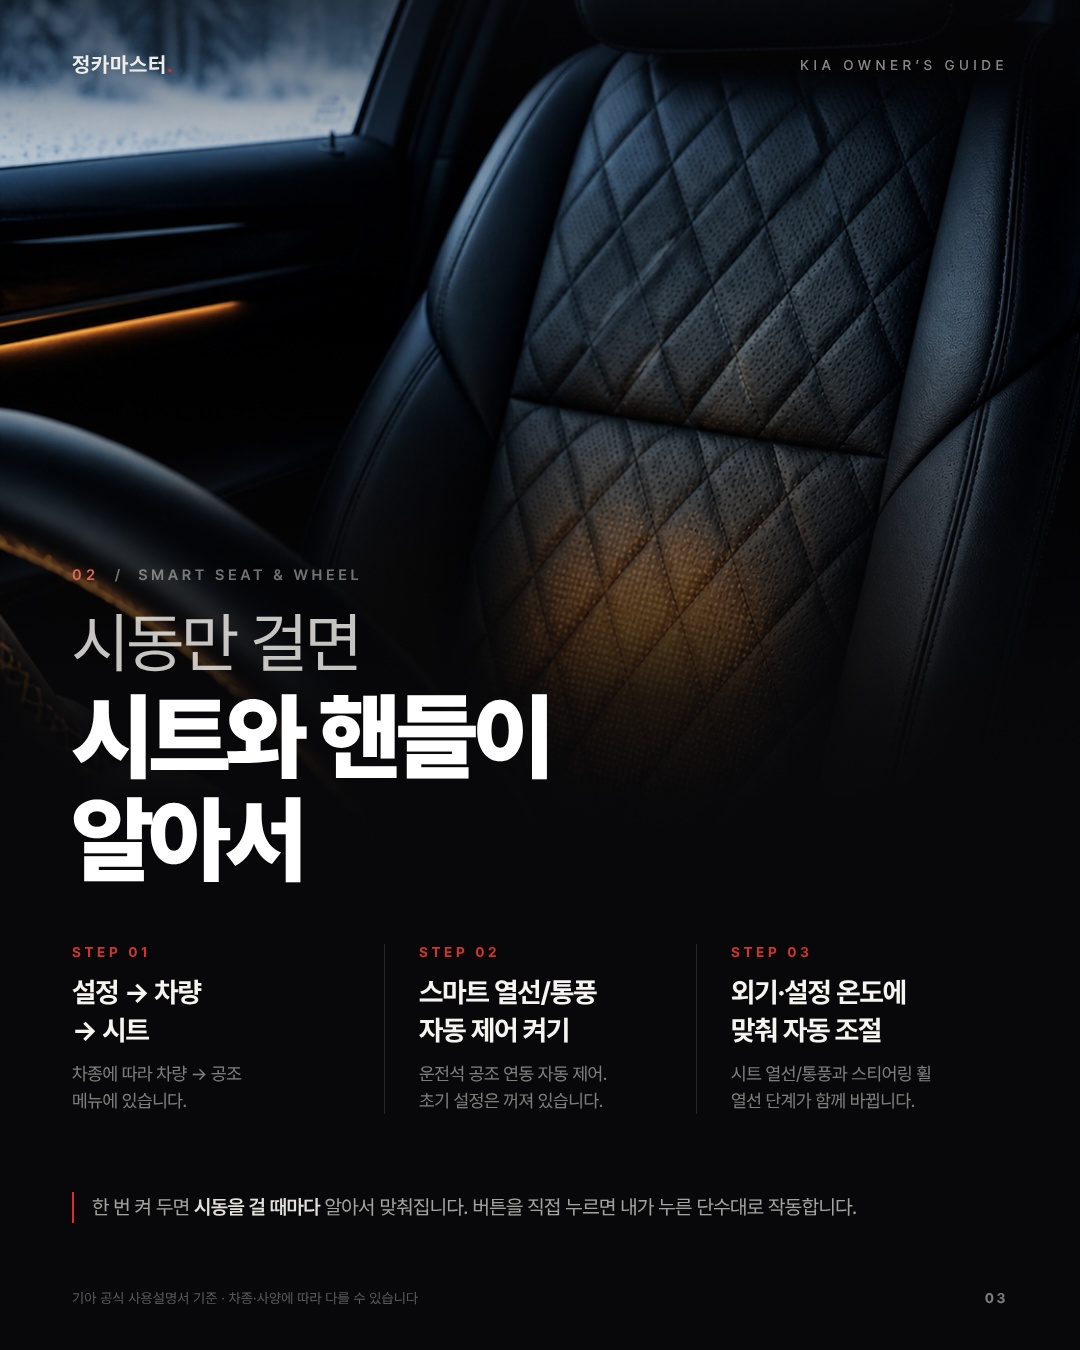 정카마스터.
KIA OWNER’S GUIDE
02 / SMART SEAT & WHEEL
시동만 걸면
시트와 핸들이
알아서
STEP 01
설정 → 차량
→ 시트
차종에 따라 차량 → 공조
메뉴에 있습니다.
STEP 02
스마트 열선/통풍
자동 제어 켜기
운전석 공조 연동 자동 제어.
초기 설정은 꺼져 있습니다.
STEP 03
외기·설정 온도에
맞춰 자동 조절
시트 열선/통풍과 스티어링 휠
열선 단계가 함께 바뀝니다.
한 번 켜 두면 시동을 걸 때마다 알아서 맞춰집니다. 버튼을 직접 누르면 내가 누른 단수대로 작동합니다.
기아 공식 사용설명서 기준 · 차종·사양에 따라 다를 수 있습니다
03